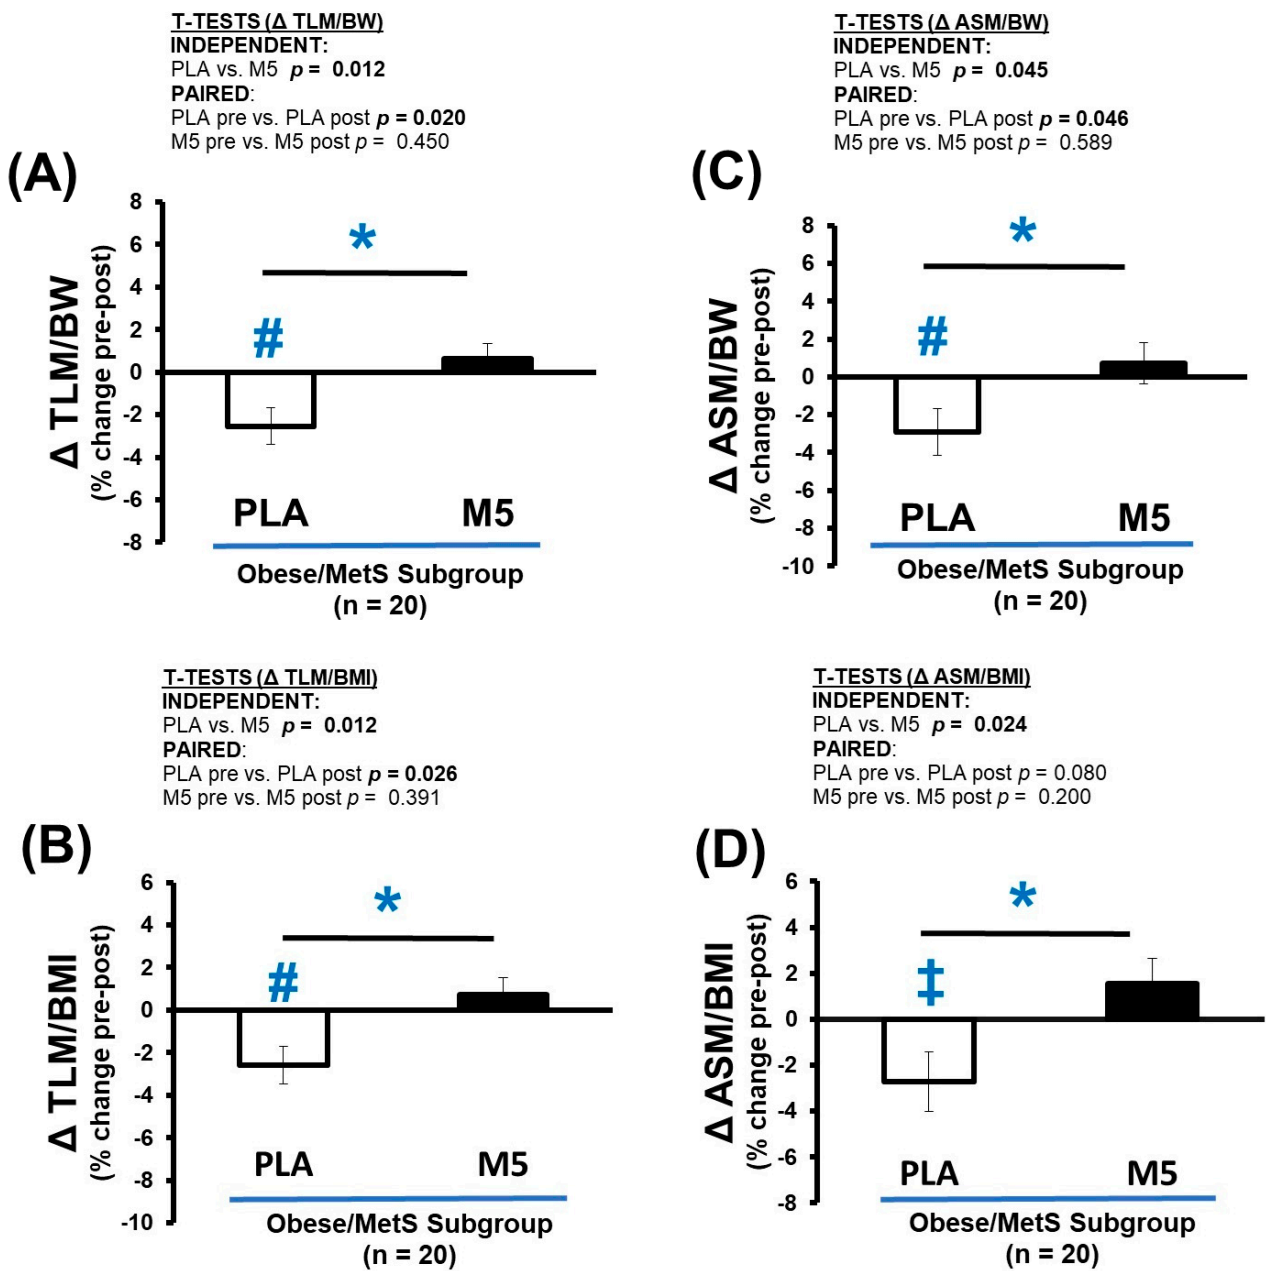 T-TESTS (Δ TLM/BW)
INDEPENDENT:
PLA vs. M5 p = 0.012
PAIRED:
PLA pre vs. PLA post p = 0.020
M5 pre vs. M5 post p = 0.450
(A)
Δ TLM/BW
(% change pre-post)
8
6
4
2
0
-2
-4
-6
-8
*
#
PLA M5
Obese/MetS Subgroup
(n = 20)
T-TESTS (Δ ASM/BW)
INDEPENDENT:
PLA vs. M5 p = 0.045
PAIRED:
PLA pre vs. PLA post p = 0.046
M5 pre vs. M5 post p = 0.589
(C)
Δ ASM/BW
(% change pre-post)
8
6
4
2
0
-2
-4
-6
-8
-10
*
#
PLA M5
Obese/MetS Subgroup
(n = 20)
T-TESTS (Δ TLM/BMI)
INDEPENDENT:
PLA vs. M5 p = 0.012
PAIRED:
PLA pre vs. PLA post p = 0.026
M5 pre vs. M5 post p = 0.391
(B)
Δ TLM/BMI
(% change pre-post)
6
4
2
0
-2
-4
-6
-8
-10
*
#
PLA M5
Obese/MetS Subgroup
(n = 20)
T-TESTS (Δ ASM/BMI)
INDEPENDENT:
PLA vs. M5 p = 0.024
PAIRED:
PLA pre vs. PLA post p = 0.080
M5 pre vs. M5 post p = 0.200
(D)
Δ ASM/BMI
(% change pre-post)
6
4
2
0
-2
-4
-6
-8
*
‡
PLA M5
Obese/MetS Subgroup
(n = 20)